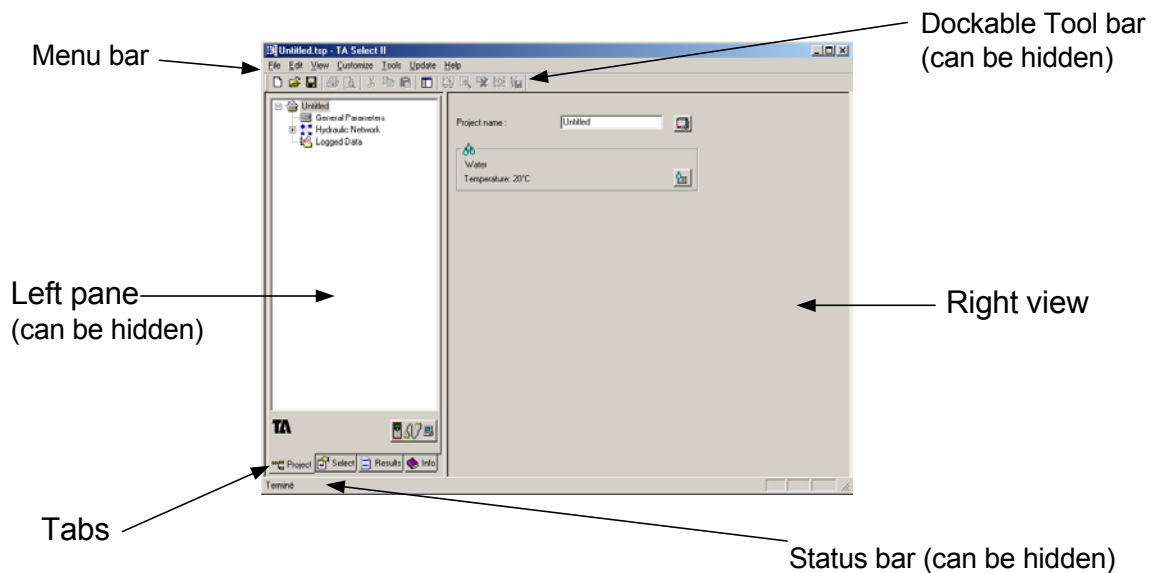 Dockable Tool bar
(can be hidden)
Menu bar
Untitled.tsp - TA Select II
File Edit View Customize Tools Update Help
Untitled
General Parameters
Hydraulic Network
Logged Data
Project name : Untitled
Water
Temperature: 20°C
Left pane
(can be hidden)
Right view
TA
Project Select Results Info
Terminé
Tabs
Status bar (can be hidden)